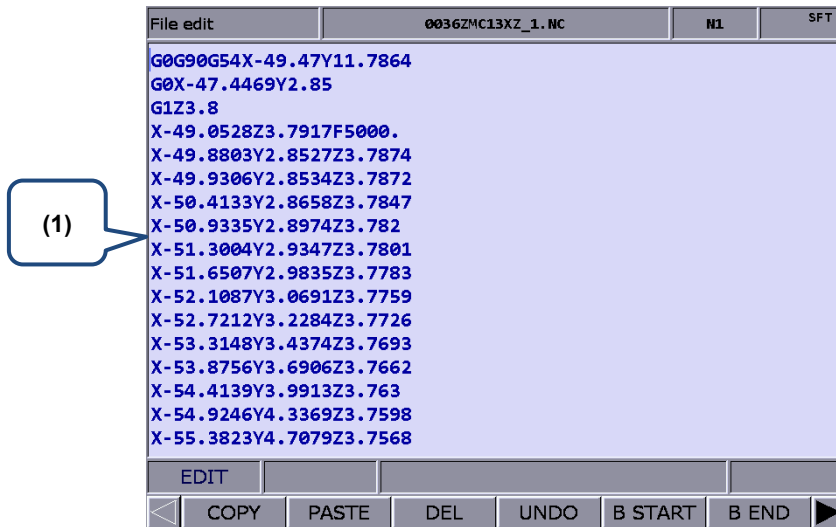 File edit 0036ZMC13XZ_1.NC N1 SFT
G0G90G54X-49.47Y11.7864
G0X-47.4469Y2.85
G1Z3.8
X-49.0528Z3.7917F5000.
X-49.8803Y2.8527Z3.7874
X-49.9306Y2.8534Z3.7872
X-50.4133Y2.8658Z3.7847
X-50.9335Y2.8974Z3.782
(1)
X-51.3004Y2.9347Z3.7801
X-51.6507Y2.9835Z3.7783
X-52.1087Y3.0691Z3.7759
X-52.7212Y3.2284Z3.7726
X-53.3148Y3.4374Z3.7693
X-53.8756Y3.6906Z3.7662
X-54.4139Y3.9913Z3.763
X-54.9246Y4.3369Z3.7598
X-55.3823Y4.7079Z3.7568
EDIT
COPY PASTE DEL UNDO B START B END